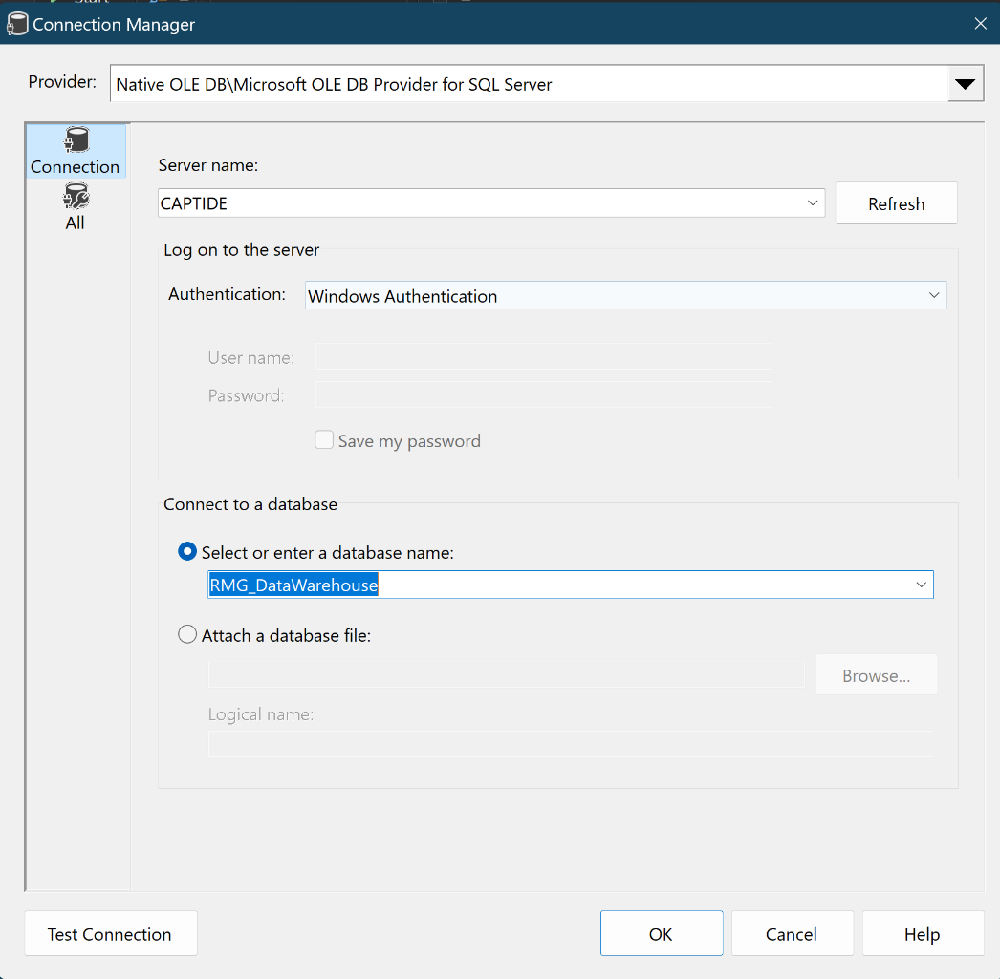 Connection Manager
Provider: Native OLE DB\Microsoft OLE DB Provider for SQL Server
Connection
All
Server name:
CAPTIDE Refresh
Log on to the server
Authentication: Windows Authentication
User name:
Password:
Save my password
Connect to a database
Select or enter a database name:
RMG_DataWarehouse
Attach a database file:
Browse...
Logical name:
Test Connection OK Cancel Help